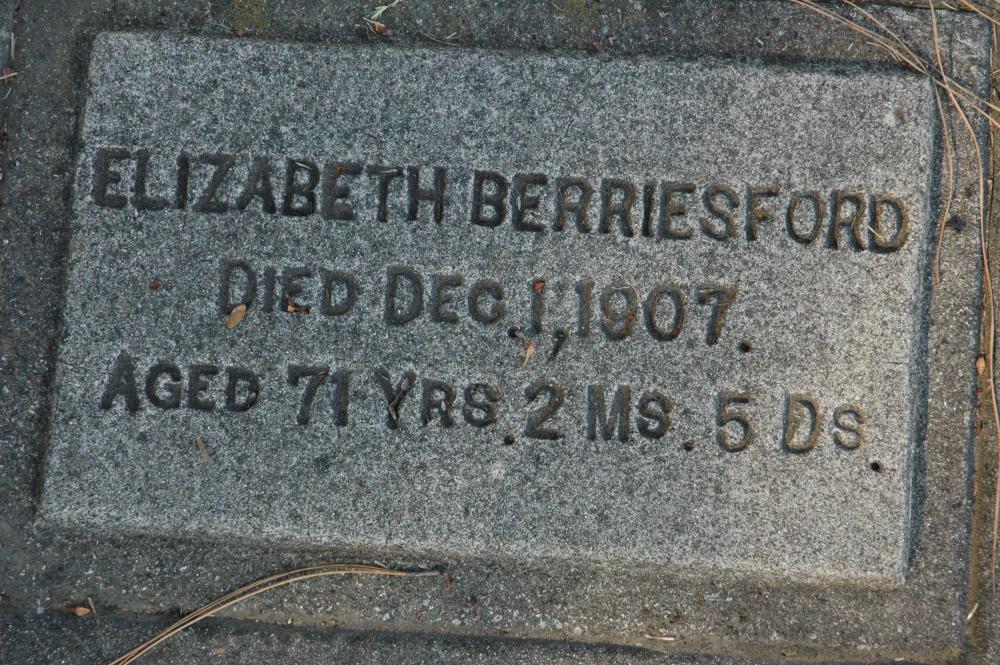 ELIZABETH BERRIESFORD
DIED DEC. 1, 1907.
AGED 71 YRS. 2 MS. 5 DS.